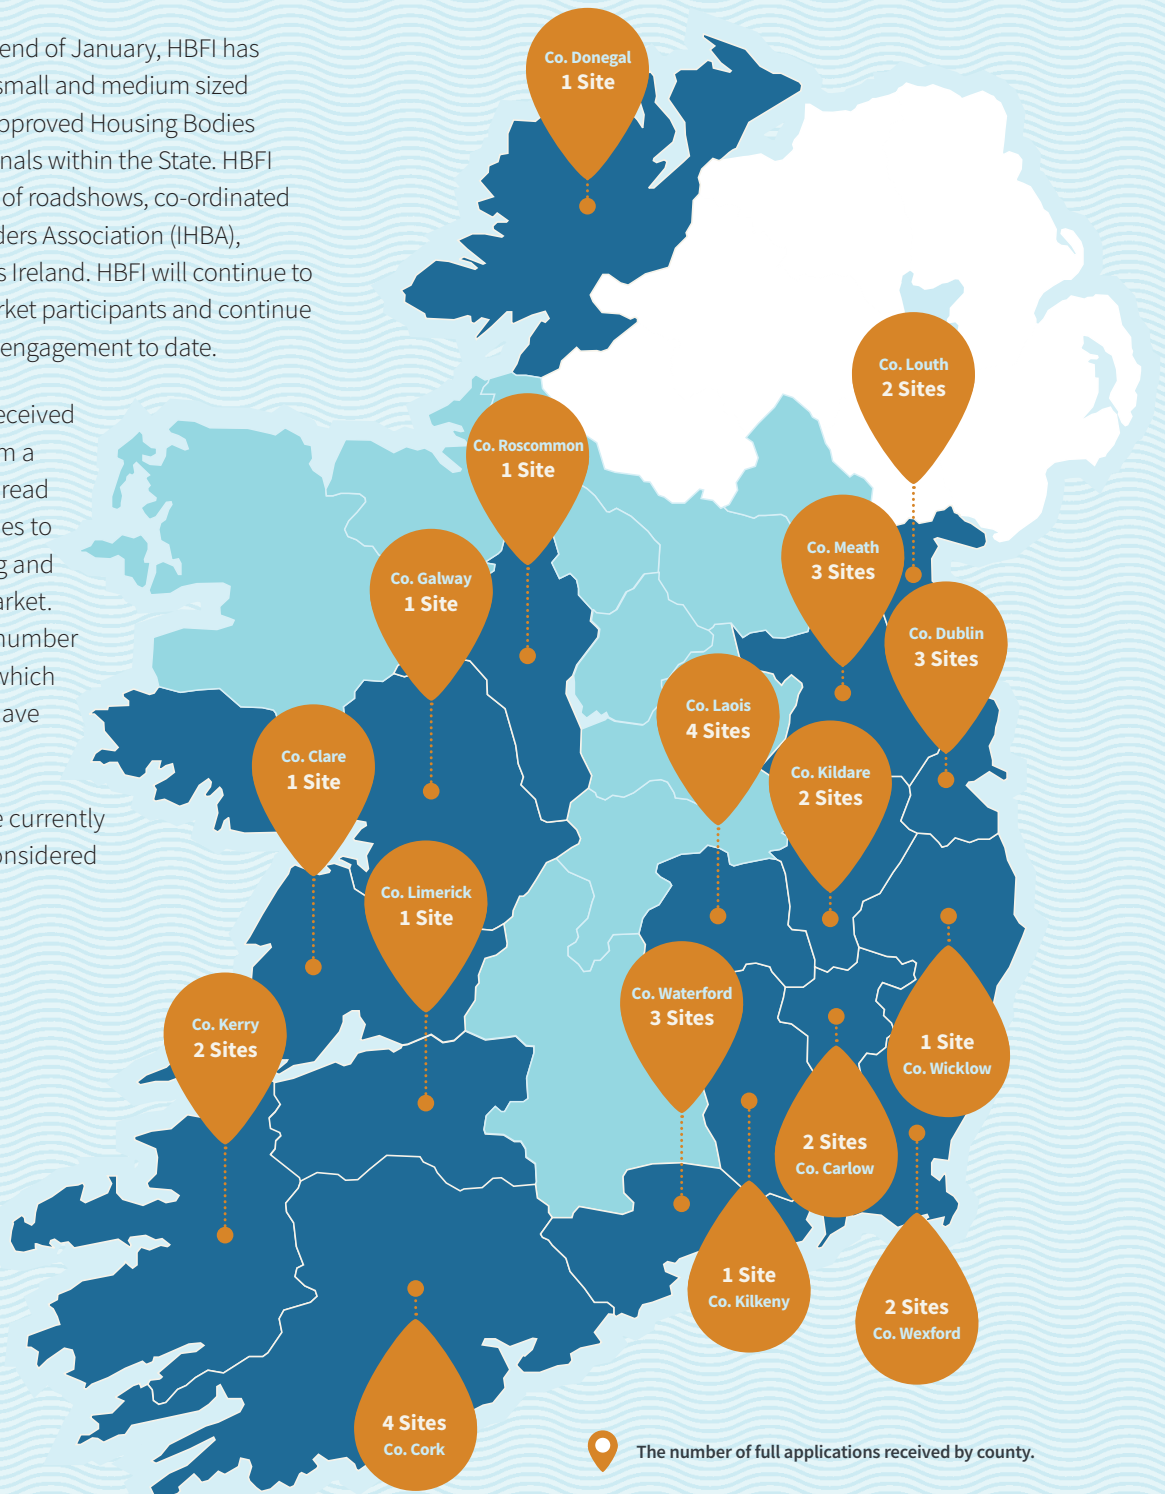 end of January, HBFI has
small and medium sized
pproved Housing Bodies
nals within the State. HBFI
of roadshows, co-ordinated
ders Association (IHBA),
s Ireland. HBFI will continue to
rket participants and continue
engagement to date.
eceived
m a
read
es to
g and
arket.
number
which
ave
e currently
onsidered
Co. Donegal
1 Site
Co. Louth
2 Sites
Co. Roscommon
1 Site
Co. Meath
3 Sites
Co. Galway
1 Site
Co. Dublin
3 Sites
Co. Laois
4 Sites
Co. Clare
1 Site
Co. Kildare
2 Sites
Co. Limerick
1 Site
Co. Waterford
3 Sites
Co. Kerry
2 Sites
1 Site
Co. Wicklow
2 Sites
Co. Carlow
1 Site
Co. Kilkeny
2 Sites
Co. Wexford
4 Sites
Co. Cork
The number of full applications received by county.